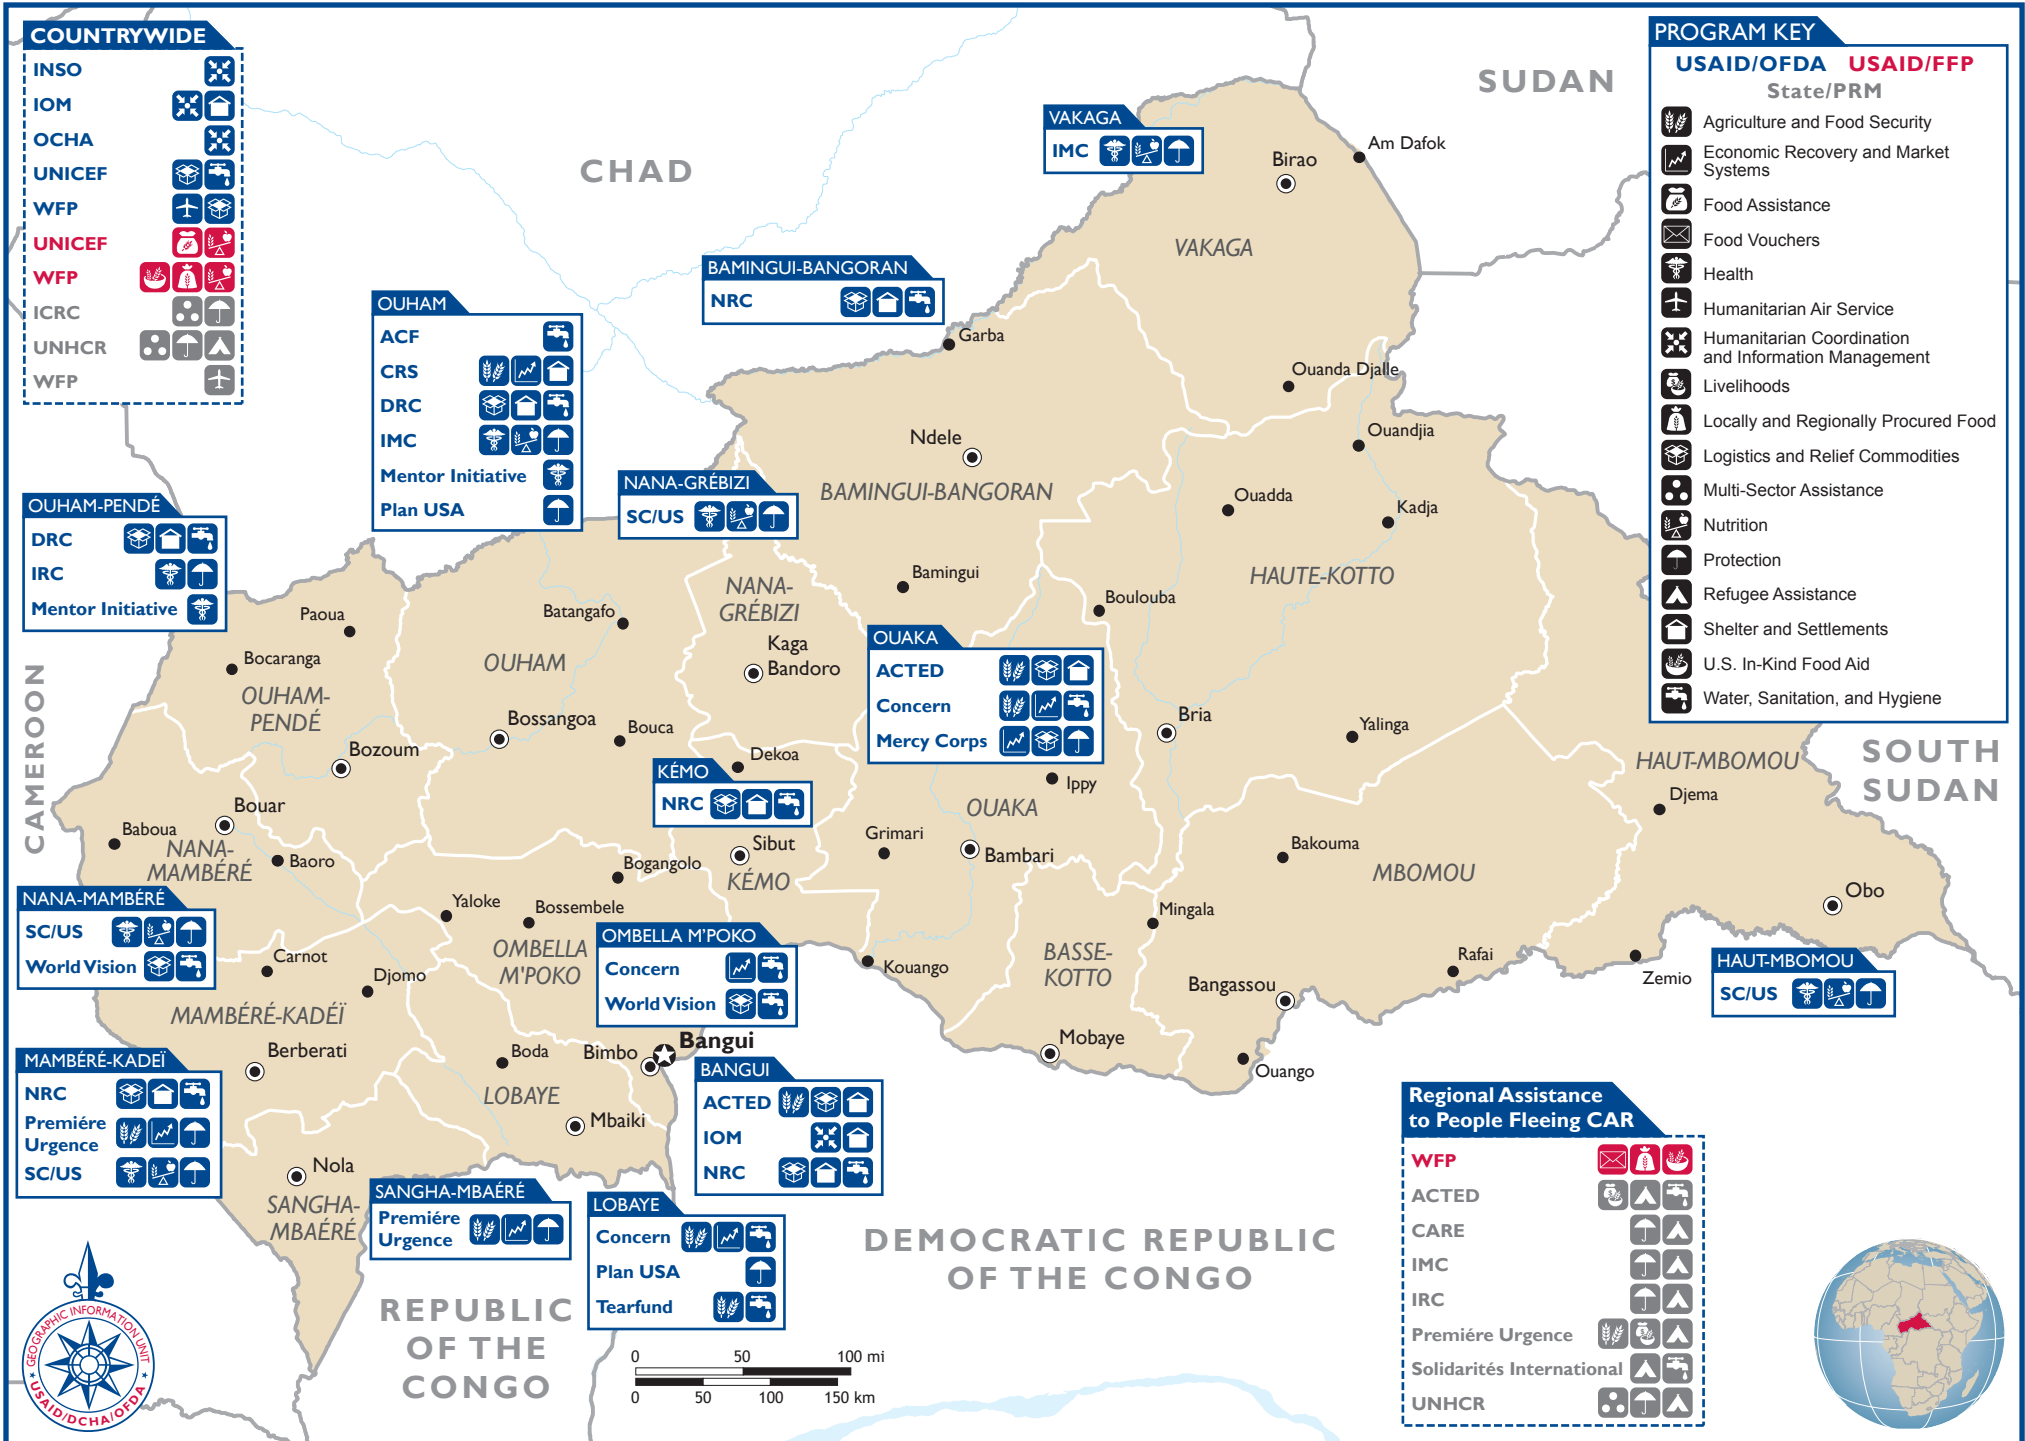 COUNTRYWIDE
INSO
IOM
OCHA
UNICEF
WFP
UNICEF
WFP
ICRC
UNHCR
WFP
PROGRAM KEY
USAID/OFDA USAID/FFP
State/PRM
Agriculture and Food Security
Economic Recovery and Market
Systems
Food Assistance
Food Vouchers
Health
Humanitarian Air Service
Humanitarian Coordination
and Information Management
Livelihoods
Locally and Regionally Procured Food
Logistics and Relief Commodities
Multi-Sector Assistance
Nutrition
Protection
Refugee Assistance
Shelter and Settlements
U.S. In-Kind Food Aid
Water, Sanitation, and Hygiene
SUDAN
CHAD
VAKAGA
IMC
Am Dafok
Birao
VAKAGA
BAMINGUI-BANGORAN
NRC
OUHAM
ACF
CRS
DRC
IMC
Mentor Initiative
Plan USA
Garba
Ouanda Djalle
Ouandjia
Ndele
BAMINGUI-BANGORAN
Ouadda
Kadja
NANA-GRÉBIZI
SC/US
OUHAM-PENDÉ
DRC
IRC
Mentor Initiative
HAUTE-KOTTO
Bamingui
Boulouba
NANA-
GRÉBIZI
Kaga
Bandoro
Batangafo
Paoua
Bocaranga
OUHAM
OUHAM-
PENDÉ
CAMEROON
OUAKA
ACTED
Concern
Mercy Corps
Bossangoa
Bouca
Bozoum
Dekoa
Bria
Yalinga
KÉMO
NRC
Ippy
OUAKA
HAUT-MBOMOU
SOUTH
SUDAN
Djema
Bouar
Baboua
NANA-
MAMBÉRÉ
Baoro
Sibut
KÉMO
Grimari
Bambari
Bakouma
MBOMOU
Bogangolo
Obo
NANA-MAMBÉRÉ
SC/US
World Vision
Yaloke
Bossembele
OMBELLA
M'POKO
OMBELLA M'POKO
Concern
World Vision
Mingala
BASSE-
KOTTO
Kouango
Carnot
Djomo
MAMBÉRÉ-KADÉÏ
Rafai
Zemio
Bangassou
HAUT-MBOMOU
SC/US
Mobaye
Ouango
MAMBÉRÉ-KADEÏ
NRC
Premiére
Urgence
SC/US
Berberati
Boda
Bimbo
Bangui
LOBAYE
Mbaiki
BANGUI
ACTED
IOM
NRC
Nola
SANGHA-
MBAÉRÉ
SANGHA-MBAÉRÉ
Premiére
Urgence
LOBAYE
Concern
Plan USA
Tearfund
DEMOCRATIC REPUBLIC
OF THE CONGO
REPUBLIC
OF THE
CONGO
Regional Assistance
to People Fleeing CAR
WFP
ACTED
CARE
IMC
IRC
Premiére Urgence
Solidarités International
UNHCR
0 50 100 mi
0 50 100 150 km
GEOGRAPHIC INFORMATION UNIT
USAID/DCHA/OFDA